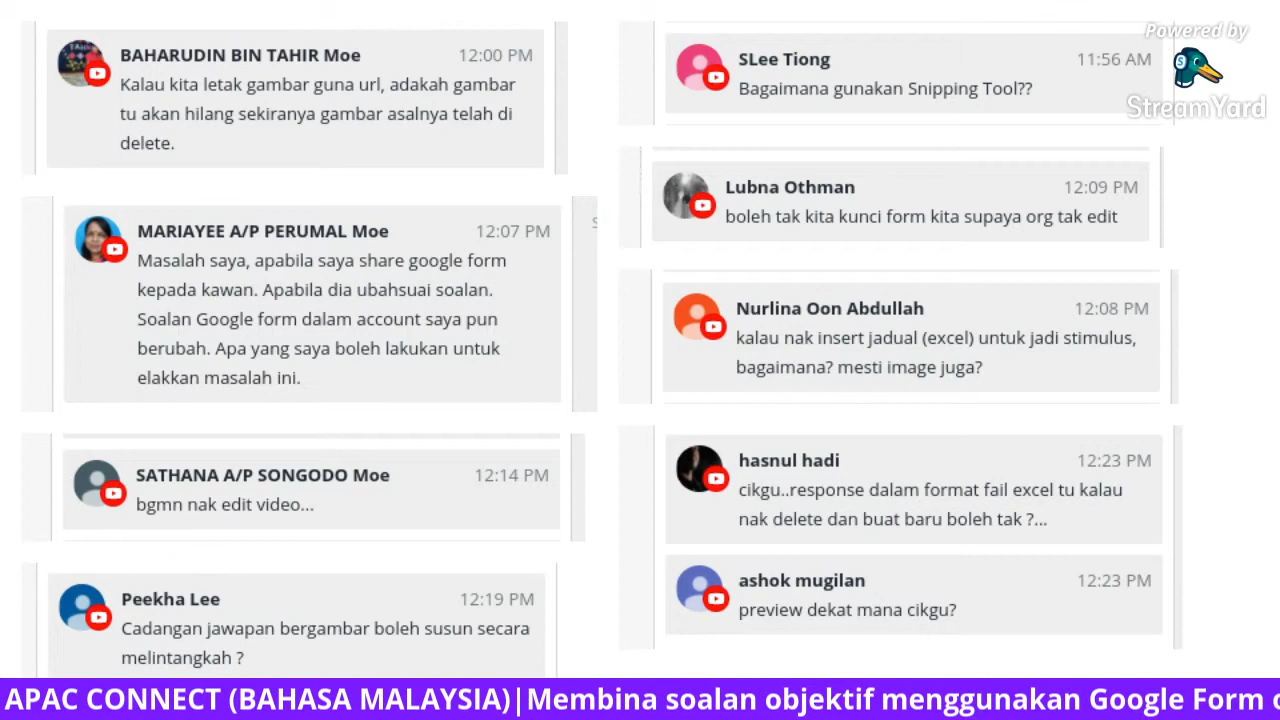 BAHARUDIN BIN TAHIR Moe 12:00 PM
Kalau kita letak gambar guna url, adakah gambar
tu akan hilang sekiranya gambar asalnya telah di
delete.
MARIAYEE A/P PERUMAL Moe 12:07 PM
Masalah saya, apabila saya share google form
kepada kawan. Apabila dia ubahsuai soalan.
Soalan Google form dalam account saya pun
berubah. Apa yang saya boleh lakukan untuk
elakkan masalah ini.
SATHANA A/P SONGODO Moe 12:14 PM
bgmn nak edit video...
Peekha Lee 12:19 PM
Cadangan jawapan bergambar boleh susun secara
melintangkah ?
SLee Tiong 11:56 AM
Bagaimana gunakan Snipping Tool??
Lubna Othman 12:09 PM
boleh tak kita kunci form kita supaya org tak edit
Nurlina Oon Abdullah 12:08 PM
kalau nak insert jadual (excel) untuk jadi stimulus,
bagaimana? mesti image juga?
hasnul hadi 12:23 PM
cikgu..response dalam format fail excel tu kalau
nak delete dan buat baru boleh tak ?...
ashok mugilan 12:23 PM
preview dekat mana cikgu?
Powered by
StreamYard
APAC CONNECT (BAHASA MALAYSIA)|Membina soalan objektif menggunakan Google Form